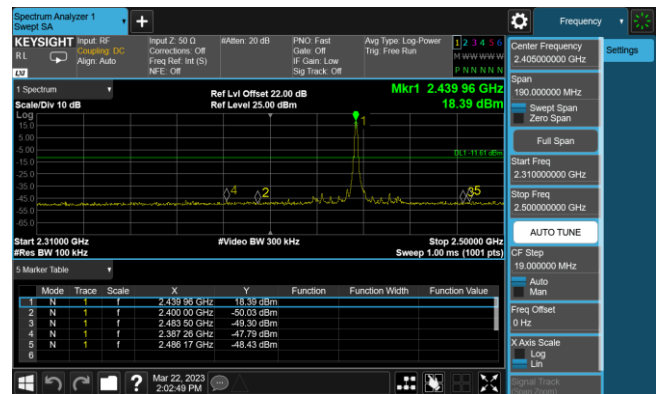 Spectrum Analyzer 1
Swept SA
Frequency
KEYSIGHT
RL
LXI
Input: RF
Coupling: DC
Align: Auto
Input Z: 50 Ω
Corrections: Off
Freq Ref: Int (S)
NFE: Off
#Atten: 20 dB
PNO: Fast
Gate: Off
IF Gain: Low
Sig Track: Off
Avg Type: Log-Power
Trig: Free Run
1 2 3 4 5 6
M W W W W W
P N N N N N
1 Spectrum
Scale/Div 10 dB
Log
Ref Lvl Offset 22.00 dB
Ref Level 25.00 dBm
Mkr1 2.439 96 GHz
18.39 dBm
15.0
5.00
-5.00
-15.0
-25.0
-35.0
-45.0
-55.0
-65.0
1
DL1 -11.61 dBm
4
2
3
5
Start 2.31000 GHz
#Res BW 100 kHz
#Video BW 300 kHz
Stop 2.50000 GHz
Sweep 1.00 ms (1001 pts)
5 Marker Table
Mode Trace Scale X Y Function Function Width Function Value
1 N 1 f 2.439 96 GHz 18.39 dBm
2 N 1 f 2.400 00 GHz -50.03 dBm
3 N 1 f 2.483 50 GHz -49.30 dBm
4 N 1 f 2.387 26 GHz -47.79 dBm
5 N 1 f 2.486 17 GHz -48.43 dBm
6
Mar 22, 2023
2:02:49 PM
Center Frequency
2.405000000 GHz
Span
190.000000 MHz
Swept Span
Zero Span
Full Span
Start Freq
2.310000000 GHz
Stop Freq
2.500000000 GHz
AUTO TUNE
CF Step
19.000000 MHz
Auto
Man
Freq Offset
0 Hz
X Axis Scale
Log
Lin
Signal Track
(Span Zoom)
Settings